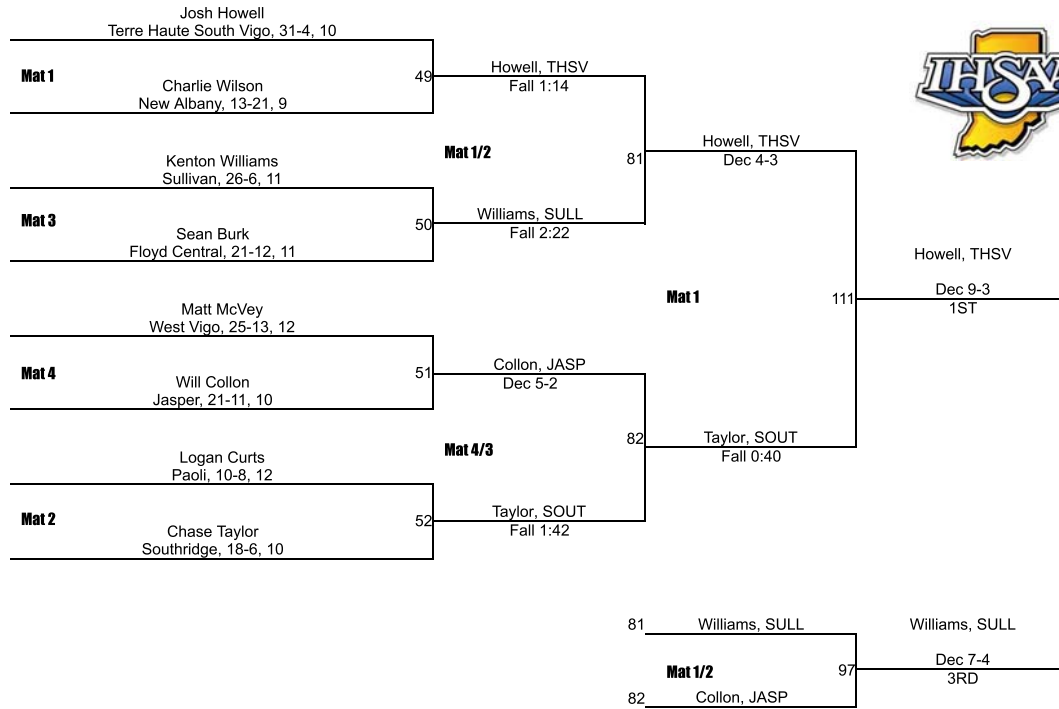 Josh Howell
Terre Haute South Vigo, 31-4, 10
Mat 1
49
Charlie Wilson
New Albany, 13-21, 9
Howell, THSV
Fall 1:14
Kenton Williams
Sullivan, 26-6, 11
Mat 3
50
Sean Burk
Floyd Central, 21-12, 11
Williams, SULL
Fall 2:22
Mat 1/2
81
Howell, THSV
Dec 4-3
Matt McVey
West Vigo, 25-13, 12
Mat 4
51
Will Collon
Jasper, 21-11, 10
Collon, JASP
Dec 5-2
Logan Curts
Paoli, 10-8, 12
Mat 2
52
Chase Taylor
Southridge, 18-6, 10
Taylor, SOUT
Fall 1:42
Mat 4/3
82
Taylor, SOUT
Fall 0:40
Mat 1
111
Howell, THSV
Dec 9-3
1ST
IHSAA
81
Williams, SULL
Mat 1/2
97
82
Collon, JASP
Williams, SULL
Dec 7-4
3RD